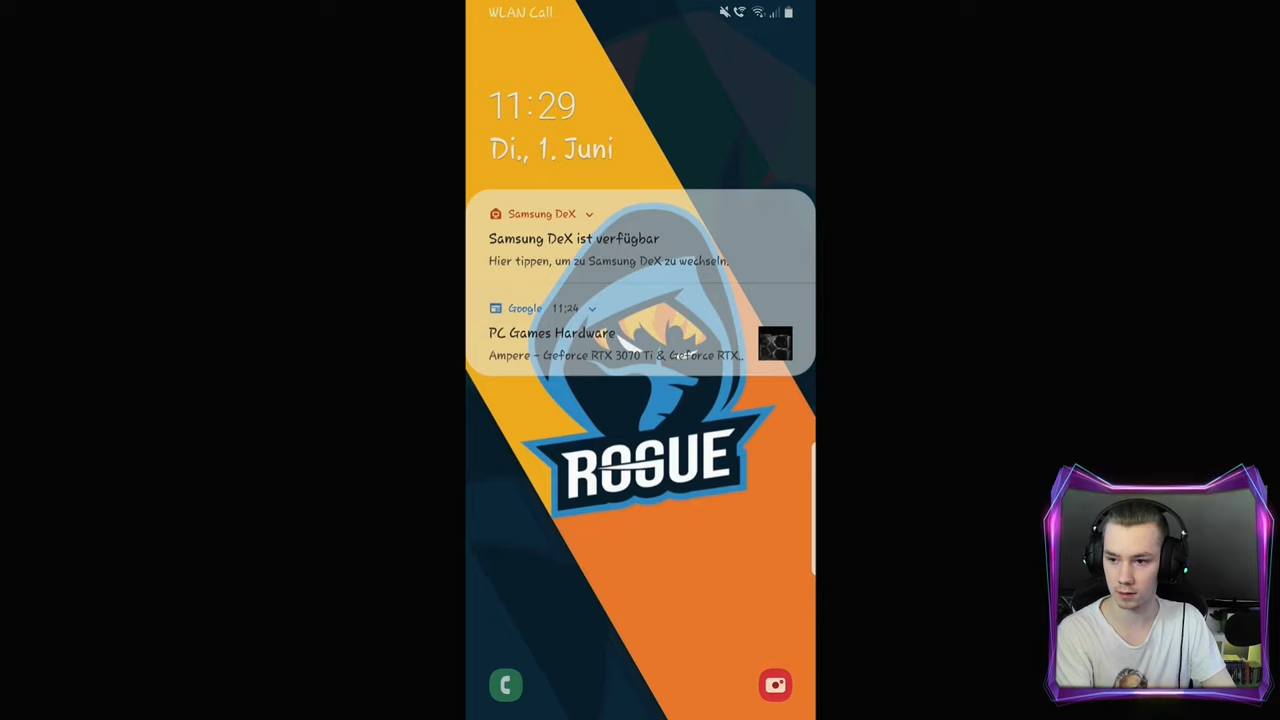 WLAN Call
11:29
Di., 1. Juni
Samsung DeX
Samsung DeX ist verfügbar
Hier tippen, um zu Samsung DeX zu wechseln.
Google 11:24
PC Games Hardware
Ampere – Geforce RTX 3070 Ti & Geforce RTX..
ROGUE